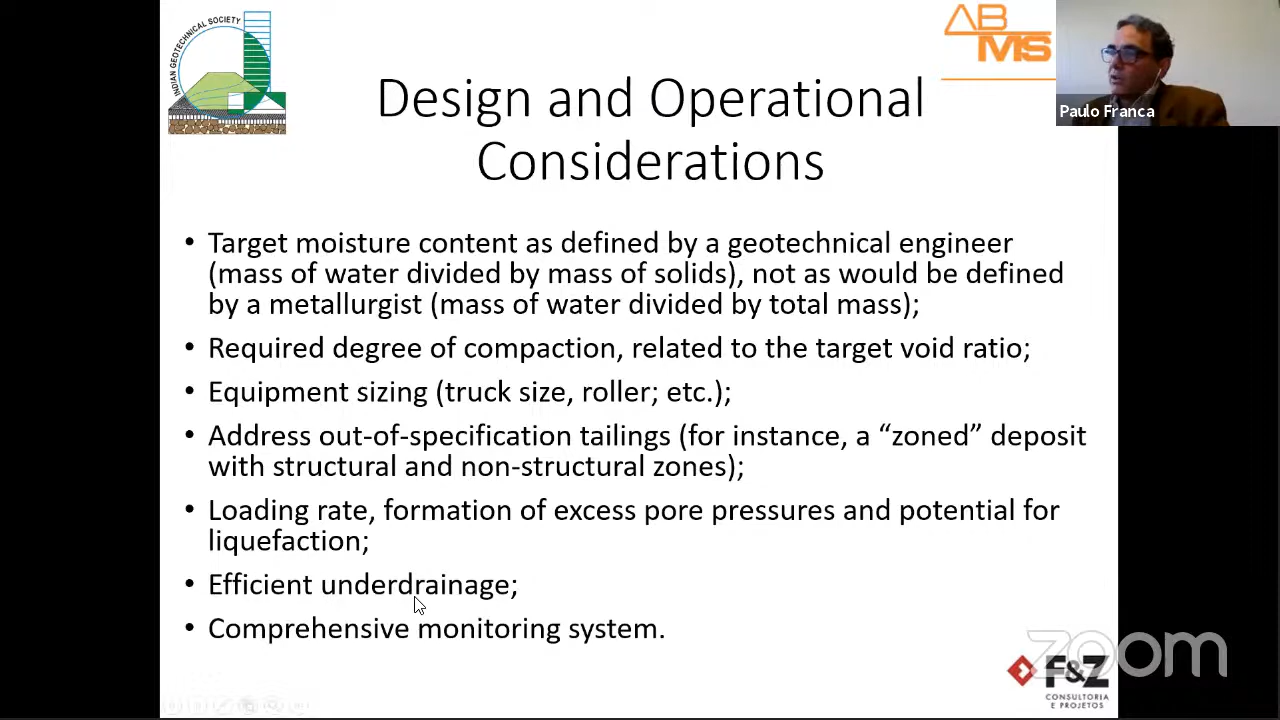 INDIAN GEOTECHNICAL SOCIETY
AB
MS
Paulo Franca
Design and Operational
Considerations
• Target moisture content as defined by a geotechnical engineer
(mass of water divided by mass of solids), not as would be defined
by a metallurgist (mass of water divided by total mass);
• Required degree of compaction, related to the target void ratio;
• Equipment sizing (truck size, roller; etc.);
• Address out-of-specification tailings (for instance, a “zoned” deposit
with structural and non-structural zones);
• Loading rate, formation of excess pore pressures and potential for
liquefaction;
• Efficient underdrainage;
• Comprehensive monitoring system.
zoom
F&Z
CONSULTORIA
E PROJETOS